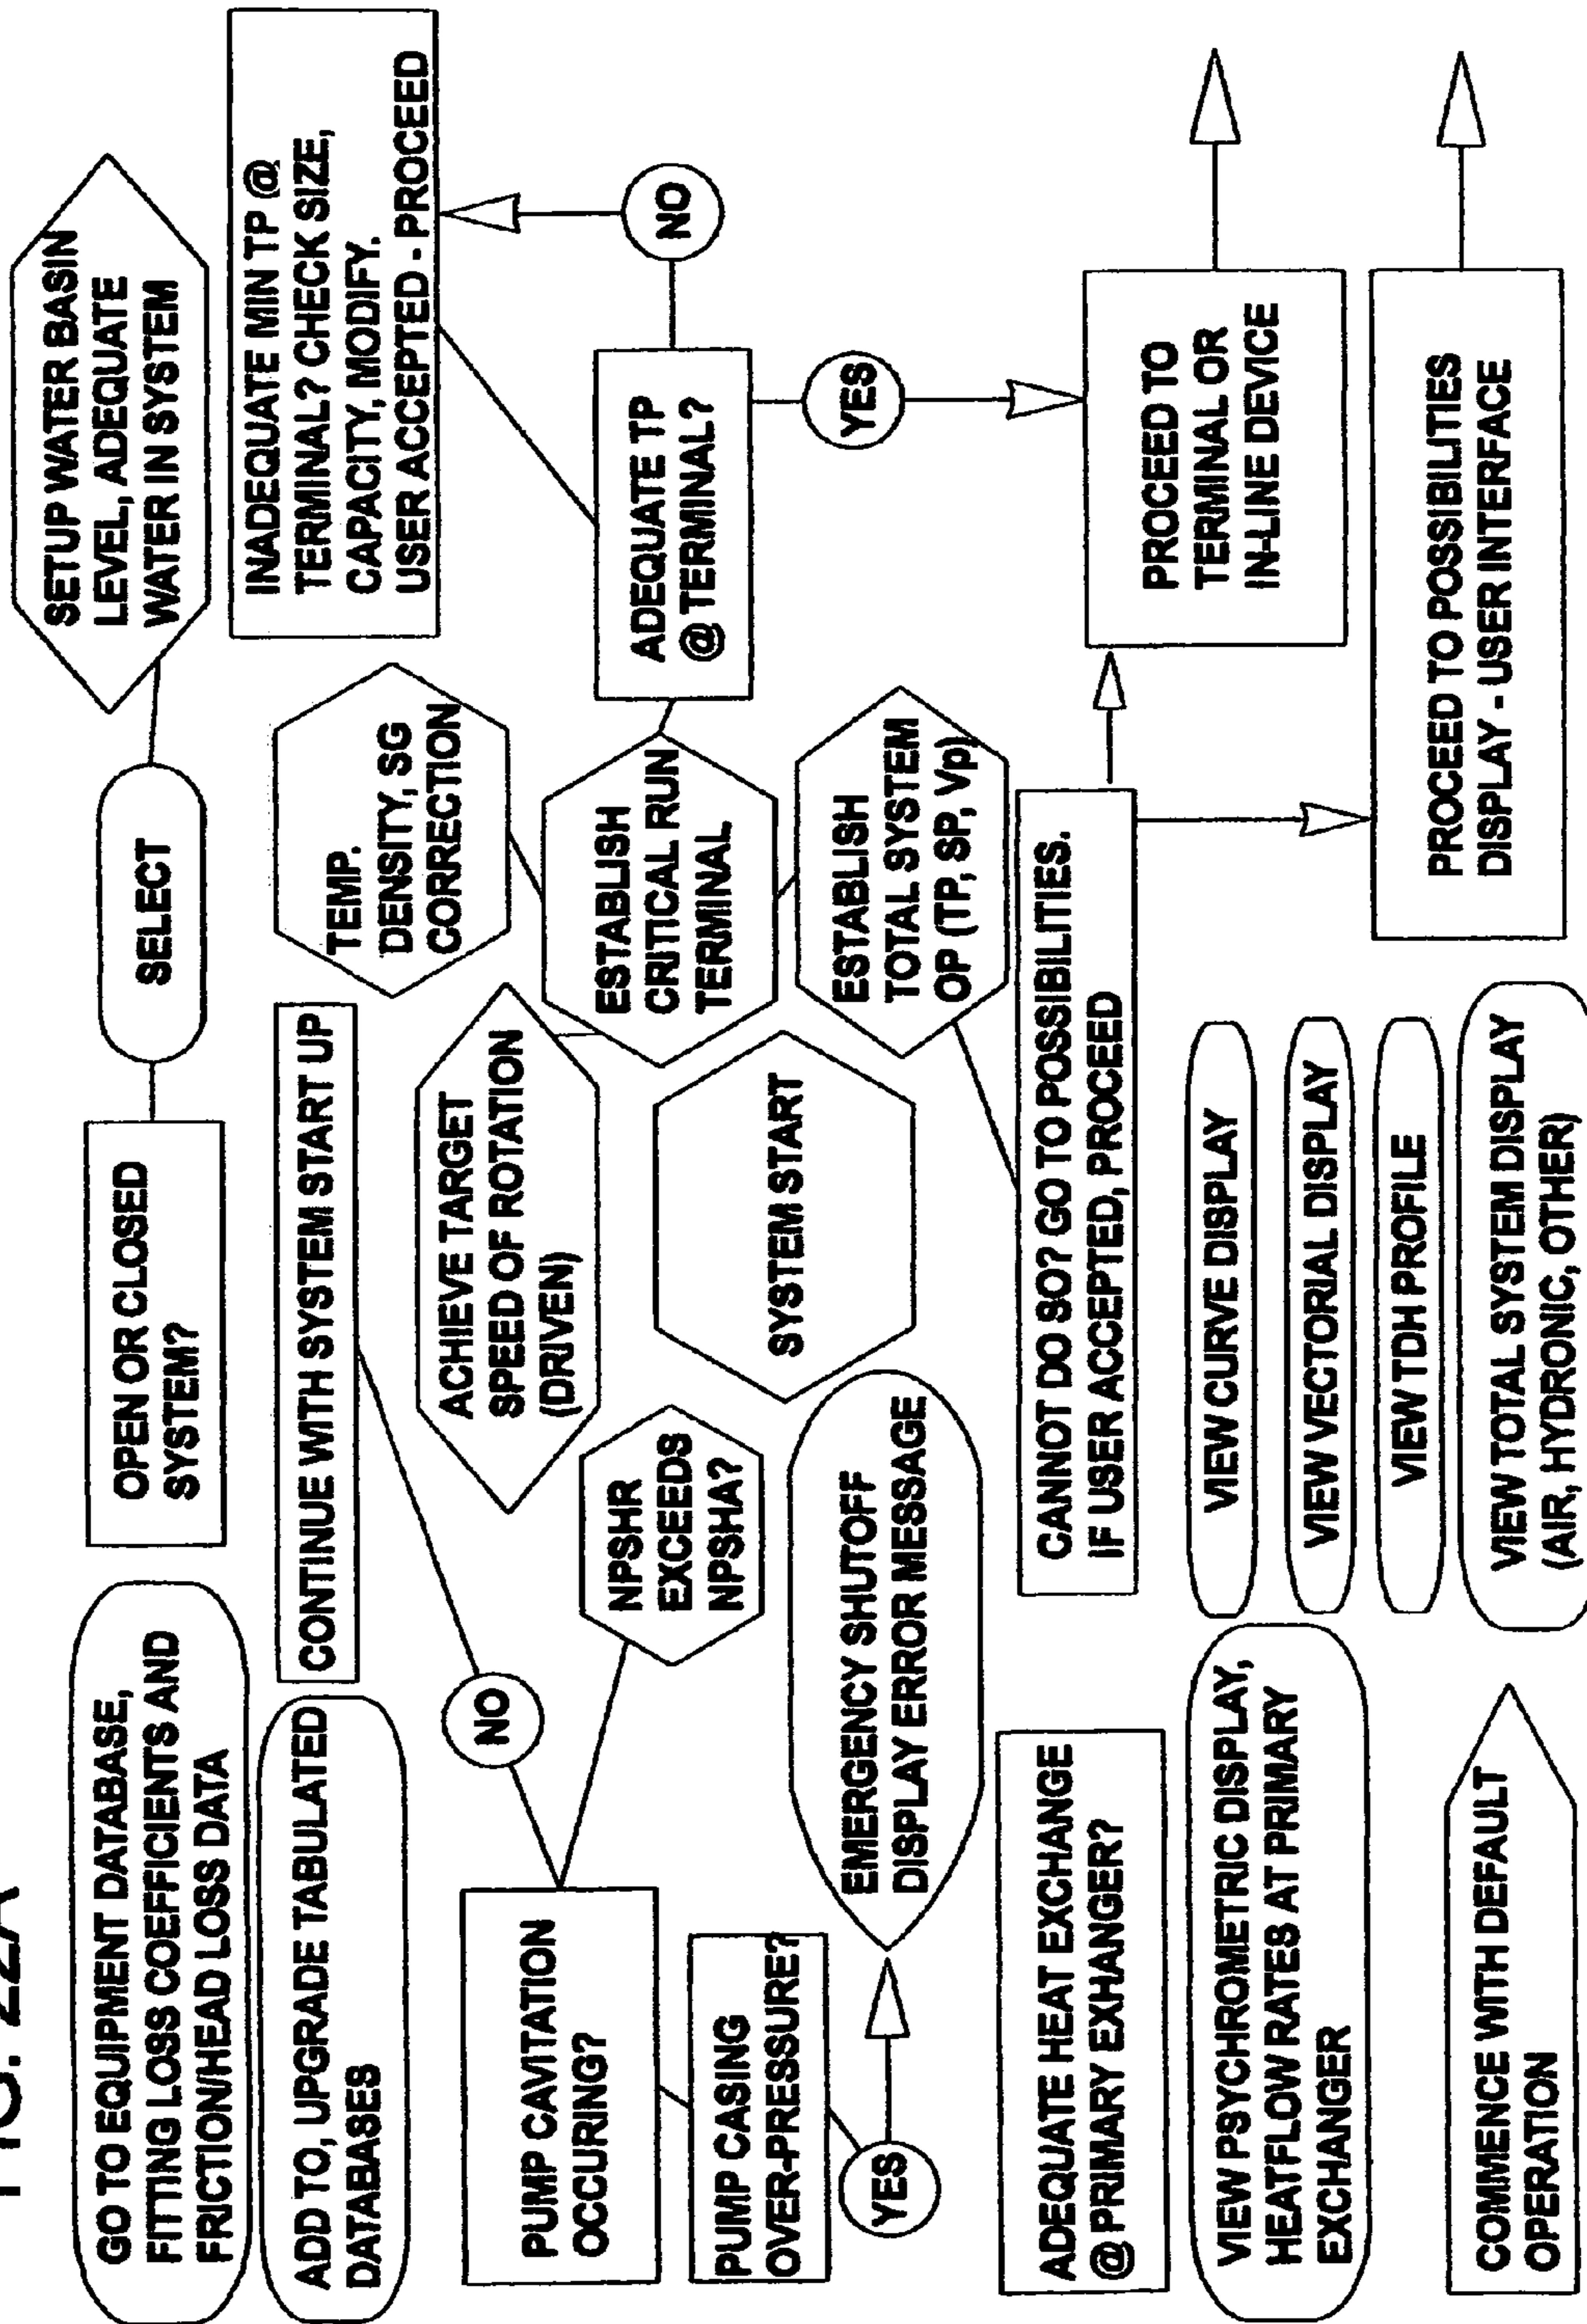 FIG. 22A
GO TO EQUIPMENT DATABASE,
FITTING LOSS COEFFICIENTS AND
FRICTION/HEAD LOSS DATA
OPEN OR CLOSED
SYSTEM?
SELECT
SETUP WATER BASIN
LEVEL, ADEQUATE
WATER IN SYSTEM
ADD TO, UPGRADE TABULATED
DATABASES
CONTINUE WITH SYSTEM START UP
TEMP.
DENSITY, SG
CORRECTION
INADEQUATE MIN TP @
TERMINAL? CHECK SIZE,
CAPACITY, MODIFY.
USER ACCEPTED - PROCEED
NO
ACHIEVE TARGET
SPEED OF ROTATION
(DRIVEN)
PUMP CAVITATION
OCCURING?
NPSHR
EXCEEDS
NPSHA?
ESTABLISH
CRITICAL RUN
TERMINAL
ADEQUATE TP
@ TERMINAL?
NO
PUMP CASING
OVER-PRESSURE?
SYSTEM START
YES
YES
EMERGENCY SHUTOFF
DISPLAY ERROR MESSAGE
ESTABLISH
TOTAL SYSTEM
OP (TP, SP, Vp)
ADEQUATE HEAT EXCHANGE
@ PRIMARY EXHANGER?
CANNOT DO SO? GO TO POSSIBILITIES.
IF USER ACCEPTED, PROCEED
PROCEED TO
TERMINAL OR
IN-LINE DEVICE
VIEW PSYCHROMETRIC DISPLAY,
HEATFLOW RATES AT PRIMARY
EXCHANGER
VIEW CURVE DISPLAY
VIEW VECTORIAL DISPLAY
VIEW TDH PROFILE
PROCEED TO POSSIBILITIES
DISPLAY - USER INTERFACE
COMMENCE WITH DEFAULT
OPERATION
VIEW TOTAL SYSTEM DISPLAY
(AIR, HYDRONIC, OTHER)